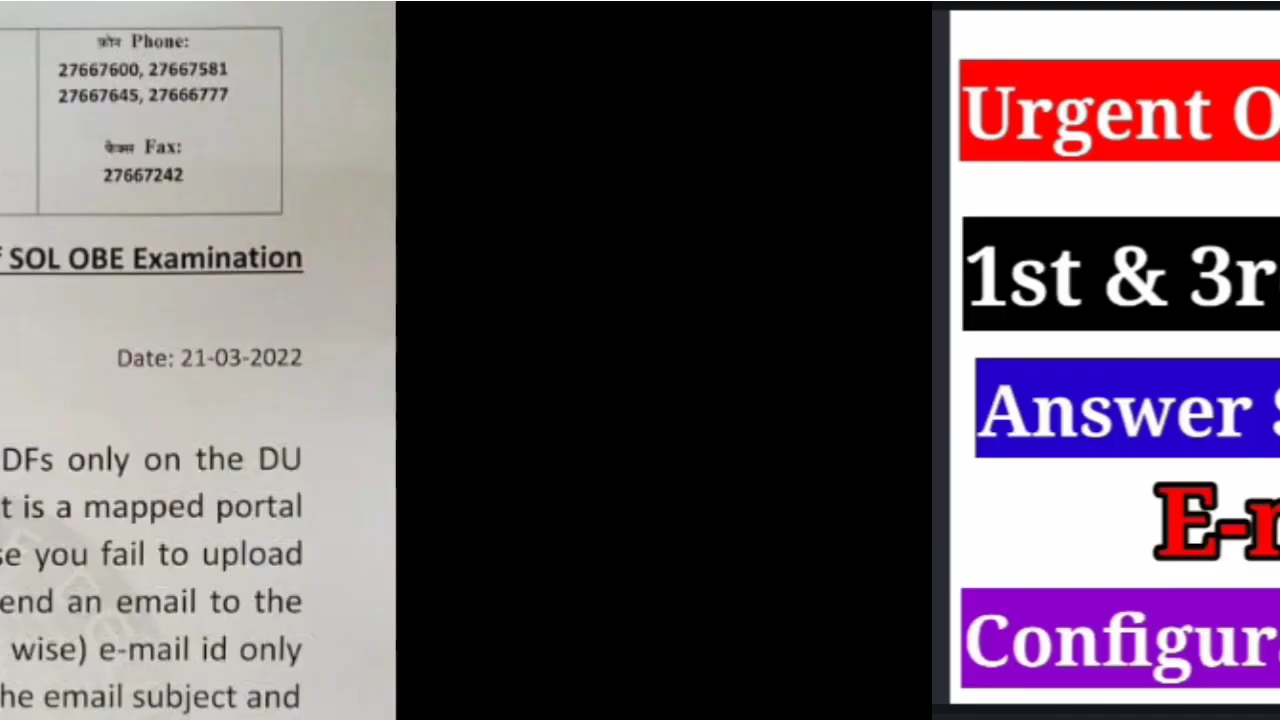 फ़ोन Phone:
27667600, 27667581
27667645, 27666777
फैक्स Fax:
27667242
f SOL OBE Examination
Date: 21-03-2022
DFs only on the DU
t is a mapped portal
se you fail to upload
end an email to the
wise) e-mail id only
he email subject and
Urgent O
1st & 3r
Answer S
E-
Configura